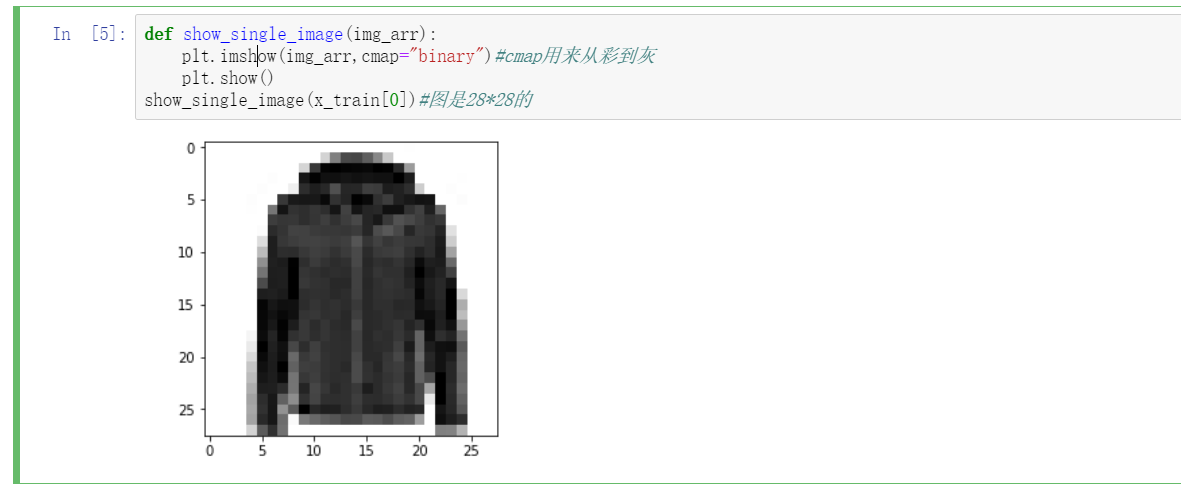 In [5]: def show_single_image(img_arr):
plt.imshow(img_arr,cmap="binary")#cmap用来从彩到灰
plt.show()
show_single_image(x_train[0])#图是28*28的
0
5
10
15
20
25
0 5 10 15 20 25